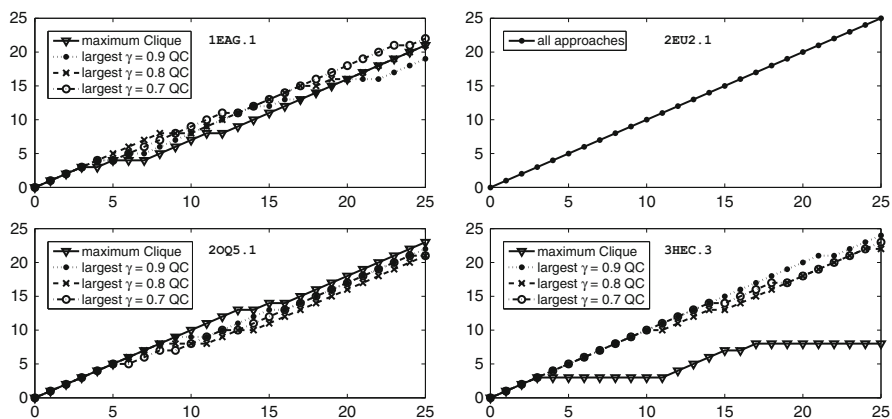 1EAG.1
maximum Clique
largest γ = 0.9 QC
largest γ = 0.8 QC
largest γ = 0.7 QC
25
20
15
10
5
0
0 5 10 15 20 25
2EU2.1
all approaches
25
20
15
10
5
0
0 5 10 15 20 25
2OQ5.1
maximum Clique
largest γ = 0.9 QC
largest γ = 0.8 QC
largest γ = 0.7 QC
25
20
15
10
5
0
0 5 10 15 20 25
3HEC.3
maximum Clique
largest γ = 0.9 QC
largest γ = 0.8 QC
largest γ = 0.7 QC
25
20
15
10
5
0
0 5 10 15 20 25